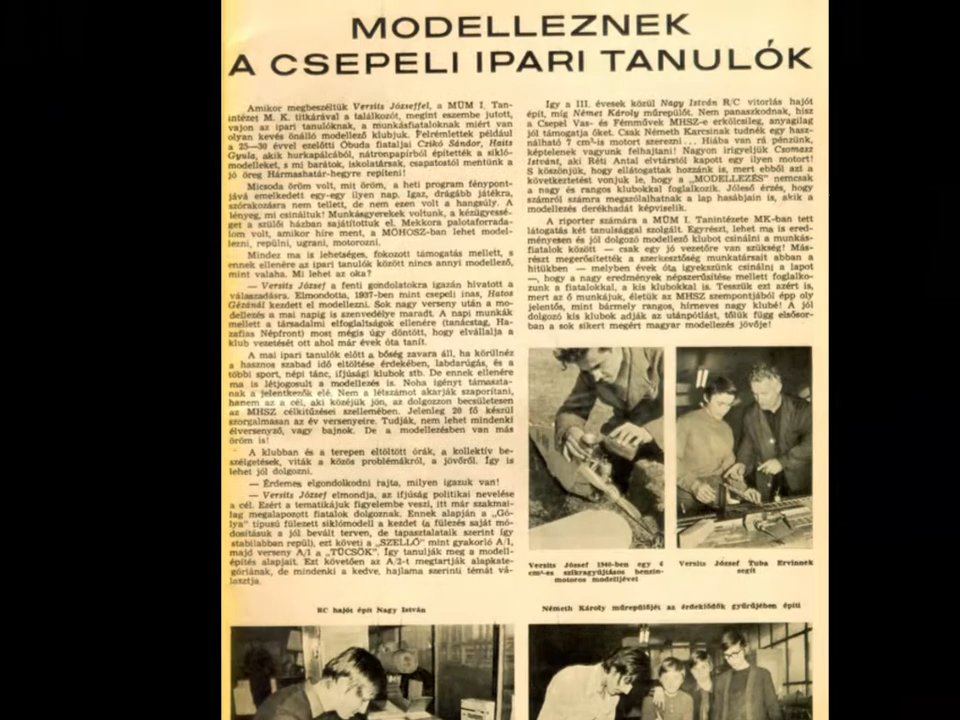 MODELLEZNEK
A CSEPELI IPARI TANULÓK
Amikor megbeszéltük Versits Józseffel, a MÜM I. Tan-
intézet M. K. titkárával a találkozót, megint eszembe jutott,
vajon az ipari tanulóknak, a munkásfiataloknak miért van
olyan kevés önálló modellező klubjuk. Felrémlettek például
a 25—30 évvel ezelőtti Óbuda fiataljai Czikó Sándor, Haits
Gyula, akik hurkapálcából, nátronpapírból építették a sikló-
modelleket, s mi barátok, iskolatársak, csapatostól mentünk a
jó öreg Hármashatár-hegyre repíteni!
Micsoda öröm volt, mit öröm, a heti program fénypont-
jává emelkedett egy-egy ilyen nap. Igaz, drágább játékra,
szórakozásra nem tellett, de nem ezen volt a hangsúly. A
lényeg, mi csináltuk! Munkásgyerekek voltunk, a kézügyessé-
get a szülői házban sajátítottuk el. Mekkora palotaforrada-
lom volt, amikor híre ment, a MÖHOSZ-ban lehet model-
lezni, repülni, ugrani, motorozni.
Mindez ma is lehetséges, fokozott támogatás mellett, s
ennek ellenére az ipari tanulók között nincs annyi modellező,
mint valaha. Mi lehet az oka?
— Versits József a fenti gondolatokra igazán hivatott a
válaszadásra. Elmondotta, 1937-ben mint csepeli inas, Hatos
Gézánál kezdett el modellezni. Sok nagy verseny után a mo-
dellezés a mai napig is szenvedélye maradt. A napi munkák
mellett a társadalmi elfoglaltságok ellenére (tanácstag, Ha-
zafias Népfront) most mégis úgy döntött, hogy elvállalja a
klub vezetését ott ahol már évek óta tanít.
A mai ipari tanulók előtt a bőség zavara áll, ha körülnéz
a hasznos szabad idő eltöltése érdekében, labdarúgás, és a
többi sport, népi tánc, ifjúsági klubok stb. De ennek ellenére
ma is létjogosult a modellezés is. Noha igényt támaszta-
nak a jelentkezők elé. Nem a létszámot akarják szaporítani,
hanem az a cél, aki közéjük jön, az dolgozzon becsületesen
az MHSZ célkitűzései szellemében. Jelenleg 20 fő készül
szorgalmasan az év versenyeire. Tudják, nem lehet mindenki
élversenyző, vagy bajnok. De a modellezésben van más
öröm is!
A klubban és a terepen eltöltött órák, a kollektív be-
szélgetések, viták a közös problémákról, a jövőről. Így is
lehet jól dolgozni.
— Érdemes elgondolkodni rajta, milyen igazuk van!
— Versits József elmondja, az ifjúság politikai nevelése
a cél. Ezért a tematikájuk figyelembe veszi, itt már szakmai-
lag megalapozott fiatalok dolgoznak. Ennek alapján a „Gó-
lya” típusú fülezett siklómodell a kezdet (a fülezés saját mó-
dosításuk a jól bevált terven, de tapasztalataik szerint így
stabilabban repül), ezt követi a „SZELLŐ” mint gyakorló A/1,
majd verseny A/1 a „TÜCSÖK”. Így tanulják meg a modell-
építés alapjait. Ezt követően az A/2-t megtartják alapkate-
góriának, de mindenki a kedve, hajlama szerinti témát vá-
lasztja.
Így a III. évesek közül Nagy István R/C vitorlás hajót
épít, míg Német Károly műrepülőt. Nem panaszkodnak, hisz
a Csepel Vas- és Fémművek MHSZ-e erkölcsileg, anyagilag
jól támogatja őket. Csak Németh Karcsinak tudnék egy hasz-
nálható 7 cm³-is motort szerezni... Hiába van rá pénzünk,
képtelenek vagyunk felhajtani! Nagyon irigyeljük Csomasz
Istvánt, aki Réti Antal elvtárstól kapott egy ilyen motort!
S köszönjük, hogy ellátogattak hozzánk is, mert ebből azt a
következtetést vonjuk le, hogy a „MODELLEZÉS” nemcsak
a nagy és rangos klubokkal foglalkozik. Jóleső érzés, hogy
számról számra megszólalhatnak a lap hasábjain is, akik a
modellezés derékhadát képviselik.
A riporter számára a MÜM I. Tanintézete MK-ban tett
látogatás két tanulsággal szolgált. Egyrészt, lehet ma is ered-
ményesen és jól dolgozó modellező klubot csinálni a munkás-
fiatalok között — csak egy jó vezetőre van szükség! Más-
részt megerősítették a szerkesztőség munkatársait abban a
hitükben — melyben évek óta igyekszünk csinálni a lapot
—, hogy a nagy eredmények népszerűsítése mellett foglalko-
zunk a fiatalokkal, a kis klubokkal is. Tesszük ezt azért is,
mert az ő munkájuk, életük az MHSZ szempontjából épp oly
jelentős, mint bármely rangos, hírneves nagy klubé! A jól
dolgozó kis klubok adják az utánpótlást, tőlük függ elsősor-
ban a sok sikert megért magyar modellezés jövője!
Versits József 1940-ben egy 6
cm³-es szikragyújtásos benzin-
motoros modelljével
Versits József Tuba Ervinnek
segít
RC hajót épít Nagy István
Németh Károly műrepülőjét az érdeklődők gyűrűjében építi